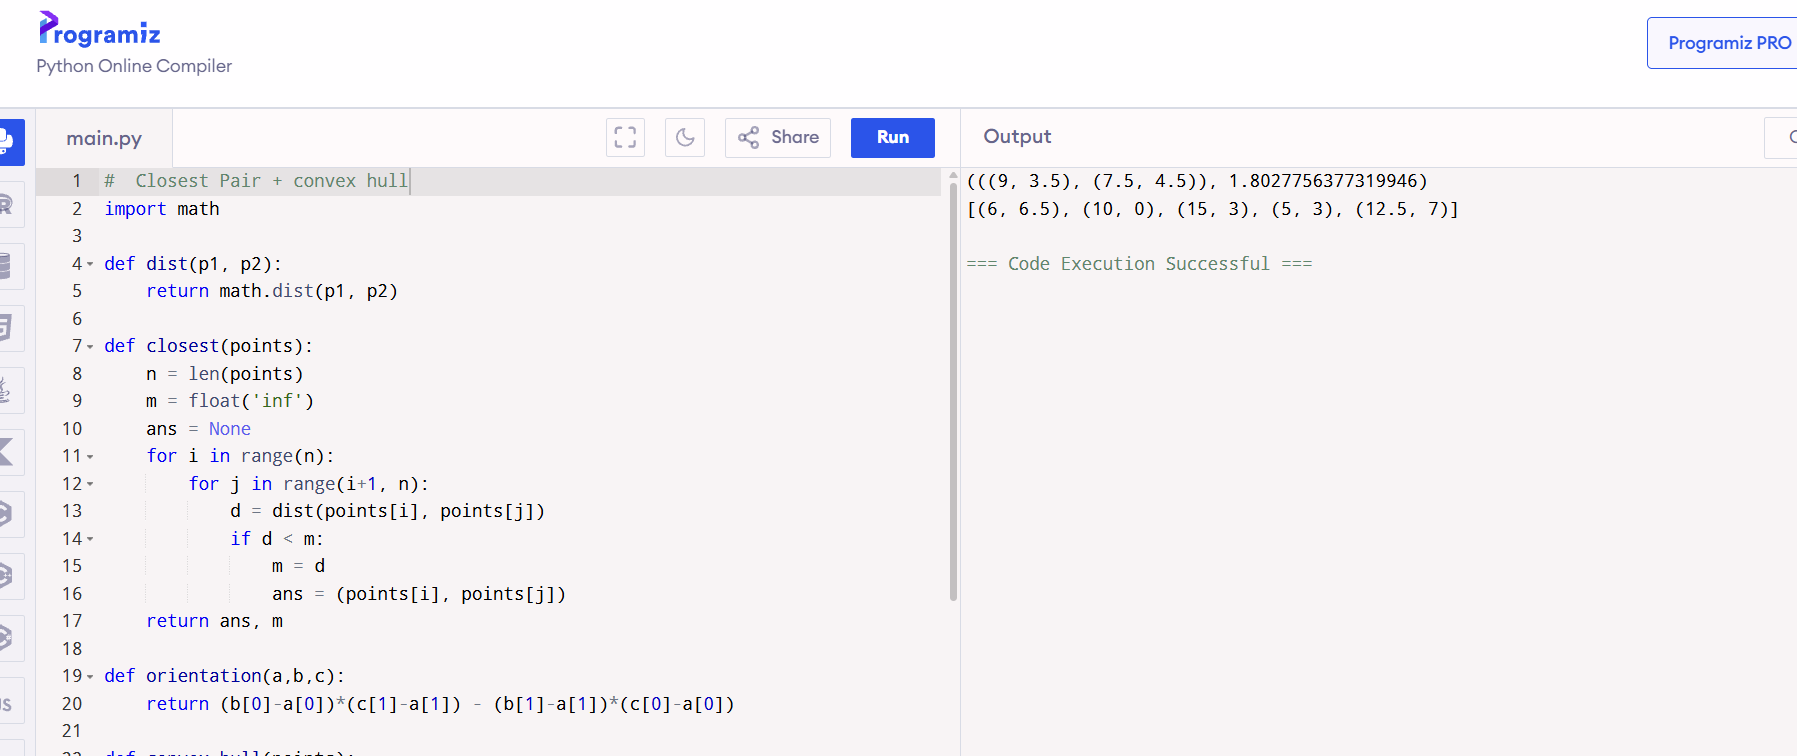 Programiz
Python Online Compiler
Programiz PRO
main.py
Share
Run
Output
1 #  Closest Pair + convex hull
2 import math
3
4 def dist(p1, p2):
5     return math.dist(p1, p2)
6
7 def closest(points):
8     n = len(points)
9     m = float('inf')
10     ans = None
11     for i in range(n):
12         for j in range(i+1, n):
13             d = dist(points[i], points[j])
14             if d < m:
15                 m = d
16                 ans = (points[i], points[j])
17     return ans, m
18
19 def orientation(a,b,c):
20     return (b[0]-a[0])*(c[1]-a[1]) - (b[1]-a[1])*(c[0]-a[0])
21
(((9, 3.5), (7.5, 4.5)), 1.8027756377319946)
[(6, 6.5), (10, 0), (15, 3), (5, 3), (12.5, 7)]
=== Code Execution Successful ===